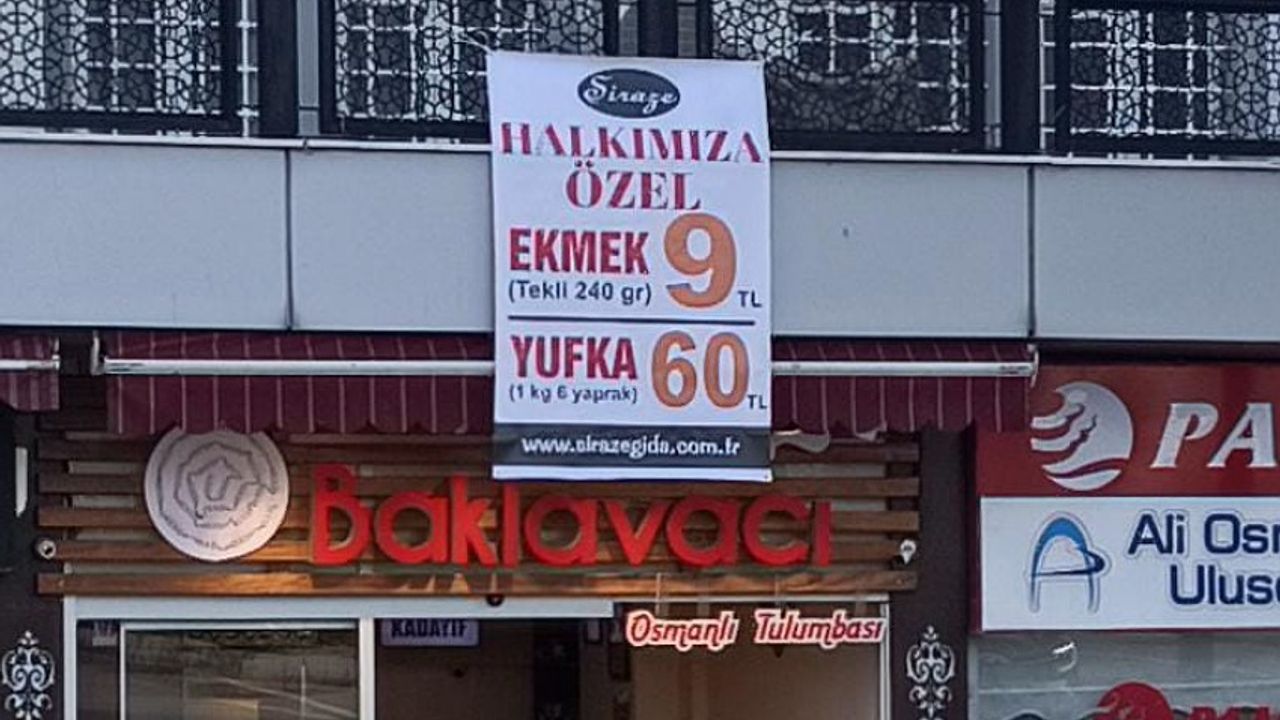 Siraze
HALKIMIZA
ÖZEL
EKMEK 9 TL
(Tekli 240 gr)
YUFKA 60 TL
(1 kg 6 yaprak)
www.sirazegida.com.tr
Baklavacı
Osmanlı Tulumbası
KADAYIF
PA
Ali Osm
Uluso